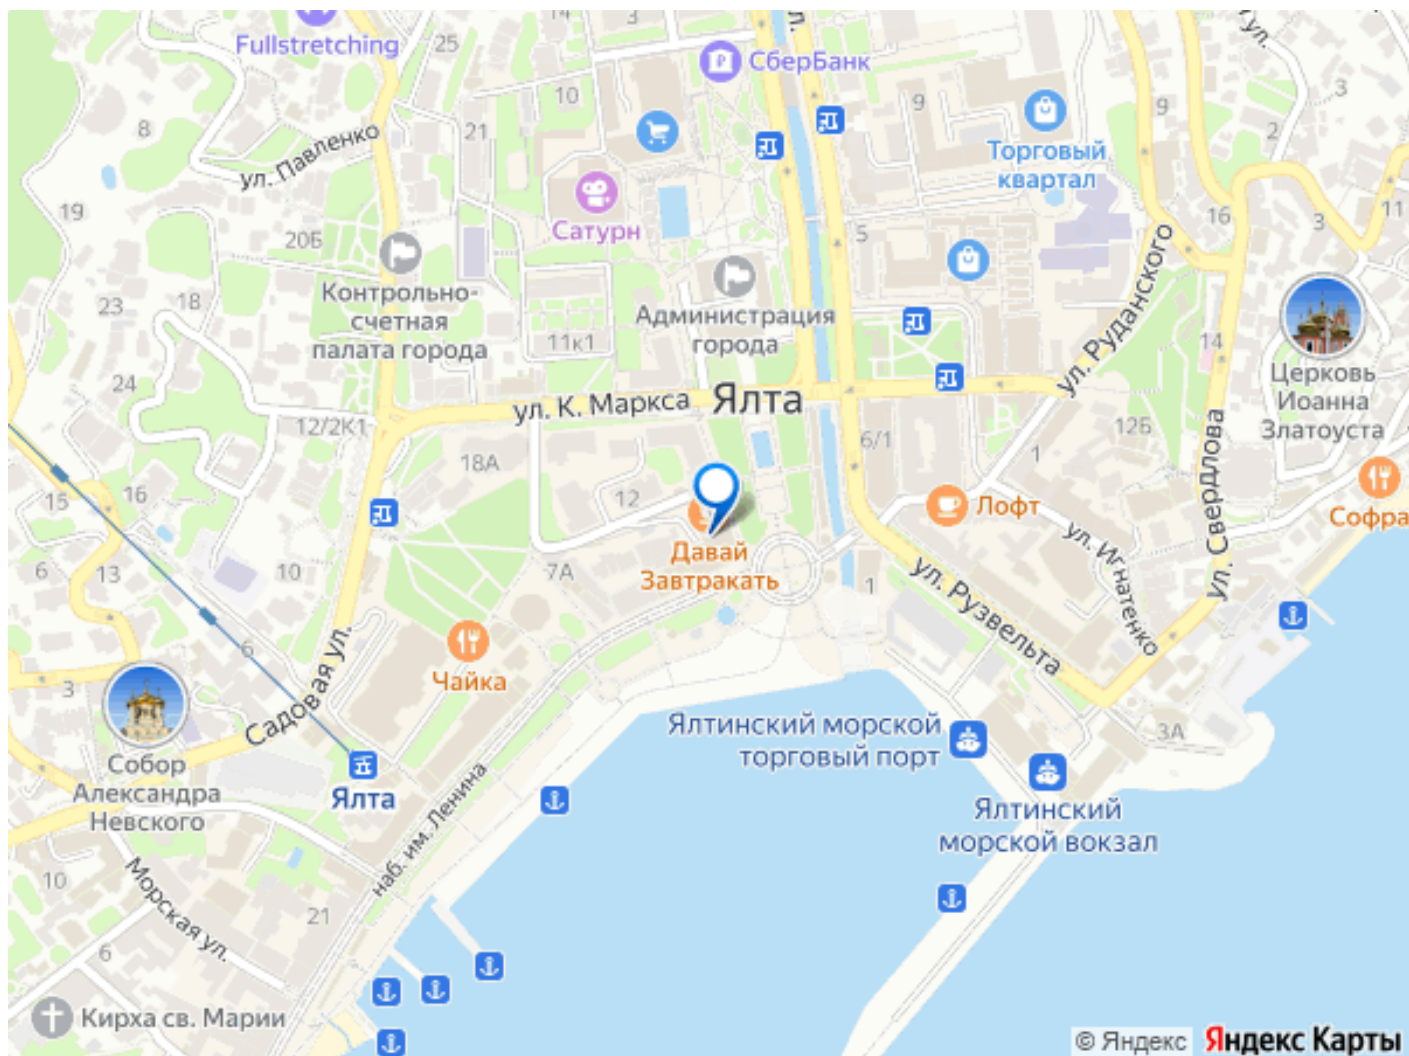 Fullstretching
25
14
3
12
ул.
СберБанк
ул.
3
8
21
10
9
9
2
ул. Павленко
Торговый
квартал
19
20Б
Сатурн
5
16
3
11
18
23
Контрольно-
счетная
палата города
Администрация
города
11к1
ул. Руданского
14
24
12/2К1
ул. К. Маркса
Ялта
Церковь
Иоанна
Златоуста
6/1
12Б
1
18А
15
16
12
ул. Свердлова
Лофт
Софра
Давай
Завтракать
ул. Игнатенко
6
13
10
7А
1
ул. Рузвельта
6
3
Садовая ул.
Чайка
Ялтинский морской
торговый порт
3А
Собор
Александра
Невского
Ялта
наб. им. Ленина
Ялтинский
морской вокзал
10
Морская ул.
21
6
Кирха св. Марии
© Яндекс Яндекс Карты